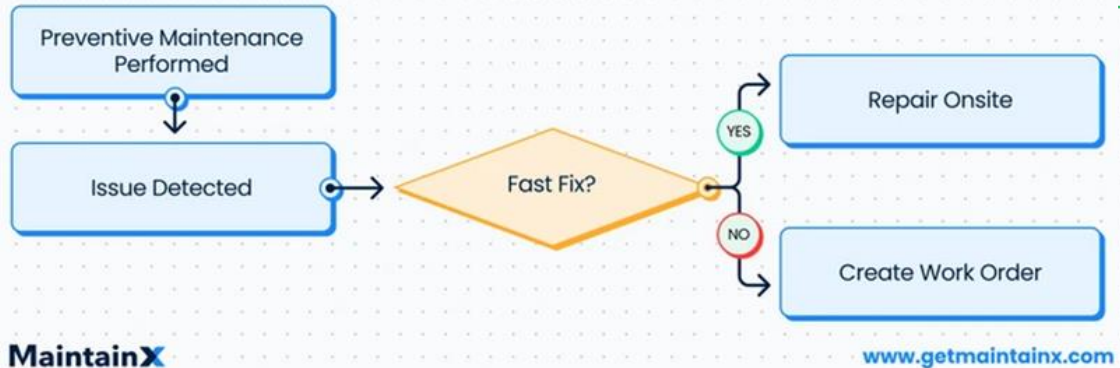 Preventive Maintenance
Performed
Issue Detected
Fast Fix?
YES
Repair Onsite
NO
Create Work Order
MaintainX
www.getmaintainx.com